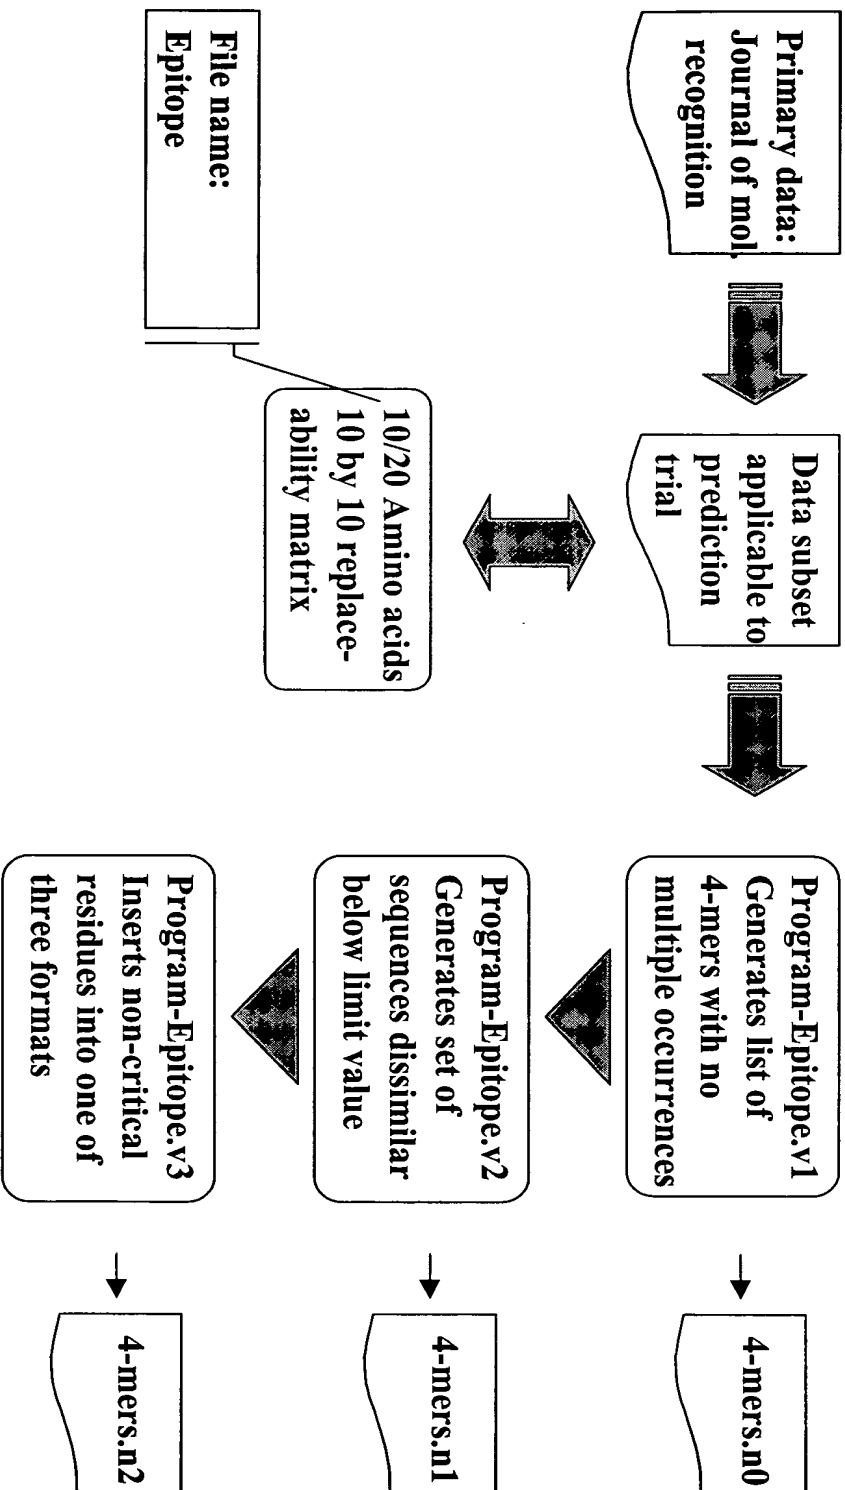 Primary data:
Journal of mol.
recognition
Data subset
applicable to
prediction
trial
10/20 Amino acids
10 by 10 replace-
ability matrix
File name:
Epitope
Program-Epitope.v1
Generates list of
4-mers with no
multiple occurrences
4-mers.n0
Program-Epitope.v2
Generates set of
sequences dissimilar
below limit value
4-mers.n1
Program-Epitope.v3
Inserts non-critical
residues into one of
three formats
4-mers.n2